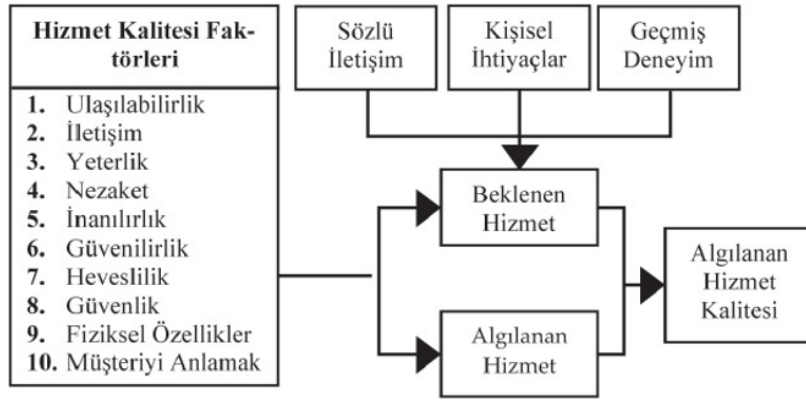 Hizmet Kalitesi Fak-
törleri
1. Ulaşılabilirlik
2. İletişim
3. Yeterlik
4. Nezaket
5. İnanılırlık
6. Güvenilirlik
7. Heveslilik
8. Güvenlik
9. Fiziksel Özellikler
10. Müşteriyi Anlamak
Sözlü
İletişim
Kişisel
İhtiyaçlar
Geçmiş
Deneyim
Beklenen
Hizmet
Algılanan
Hizmet
Algılanan
Hizmet
Kalitesi